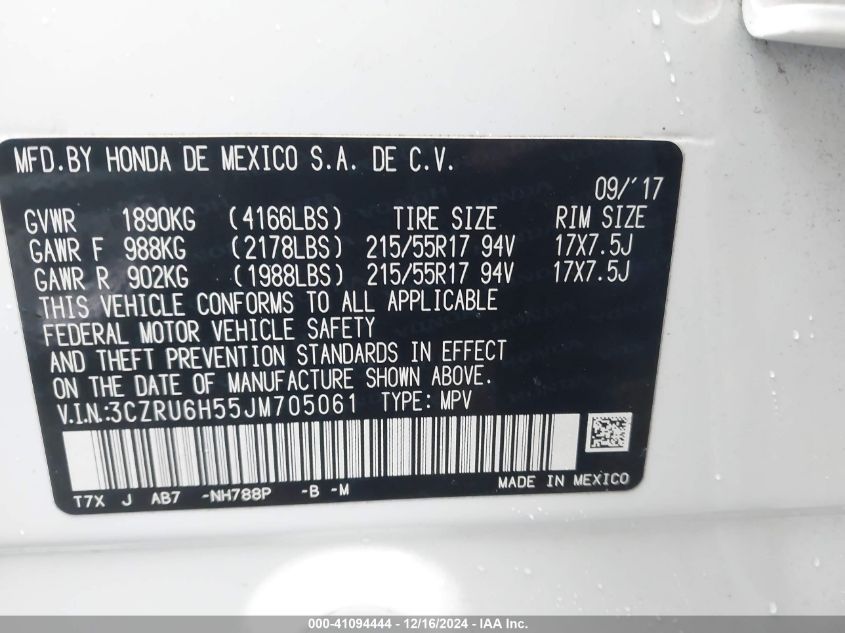 MFD.BY HONDA DE MEXICO S.A. DE C.V.
09/'17
GVWR 1890KG (4166LBS) TIRE SIZE RIM SIZE
GAWR F 988KG (2178LBS) 215/55R17 94V 17X7.5J
GAWR R 902KG (1988LBS) 215/55R17 94V 17X7.5J
THIS VEHICLE CONFORMS TO ALL APPLICABLE
FEDERAL MOTOR VEHICLE SAFETY
AND THEFT PREVENTION STANDARDS IN EFFECT
ON THE DATE OF MANUFACTURE SHOWN ABOVE.
V.I.N.:3CZRU6H55JM705061 TYPE: MPV
T7X J AB7 -NH788P -B -M MADE IN MEXICO
000-41094444 - 12/16/2024 - IAA Inc.